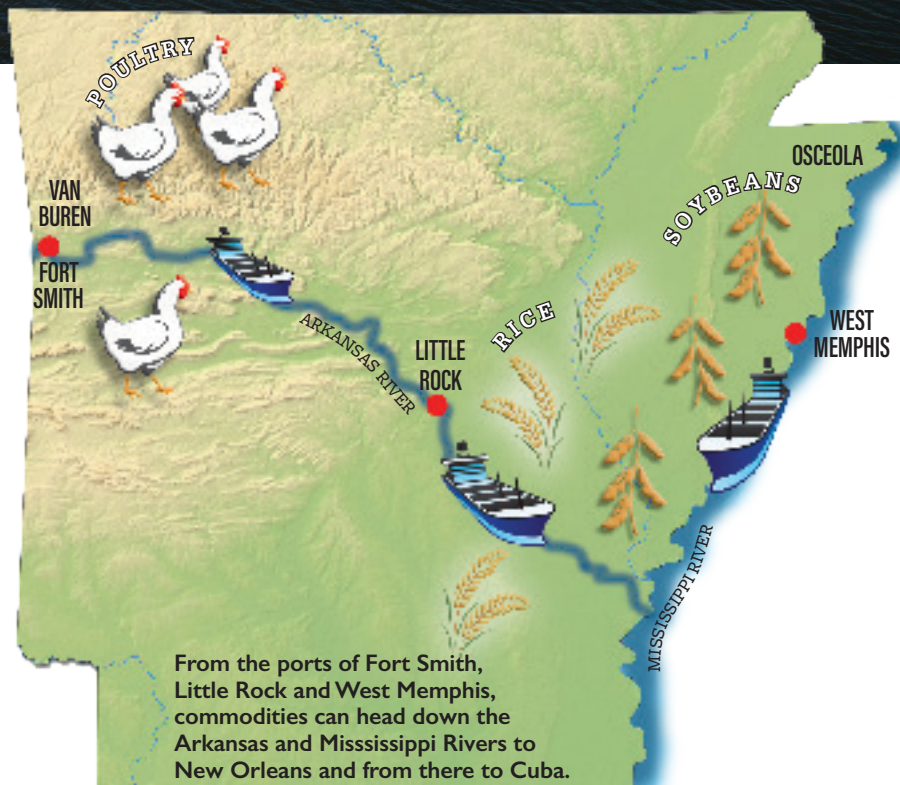 POULTRY
OSCEOLA
SOYBEANS
VAN
BUREN
FORT
SMITH
RICE
WEST
MEMPHIS
ARKANSAS RIVER
LITTLE
ROCK
MISSISSIPPI RIVER
From the ports of Fort Smith,
Little Rock and West Memphis,
commodities can head down the
Arkansas and Misssissippi Rivers to
New Orleans and from there to Cuba.